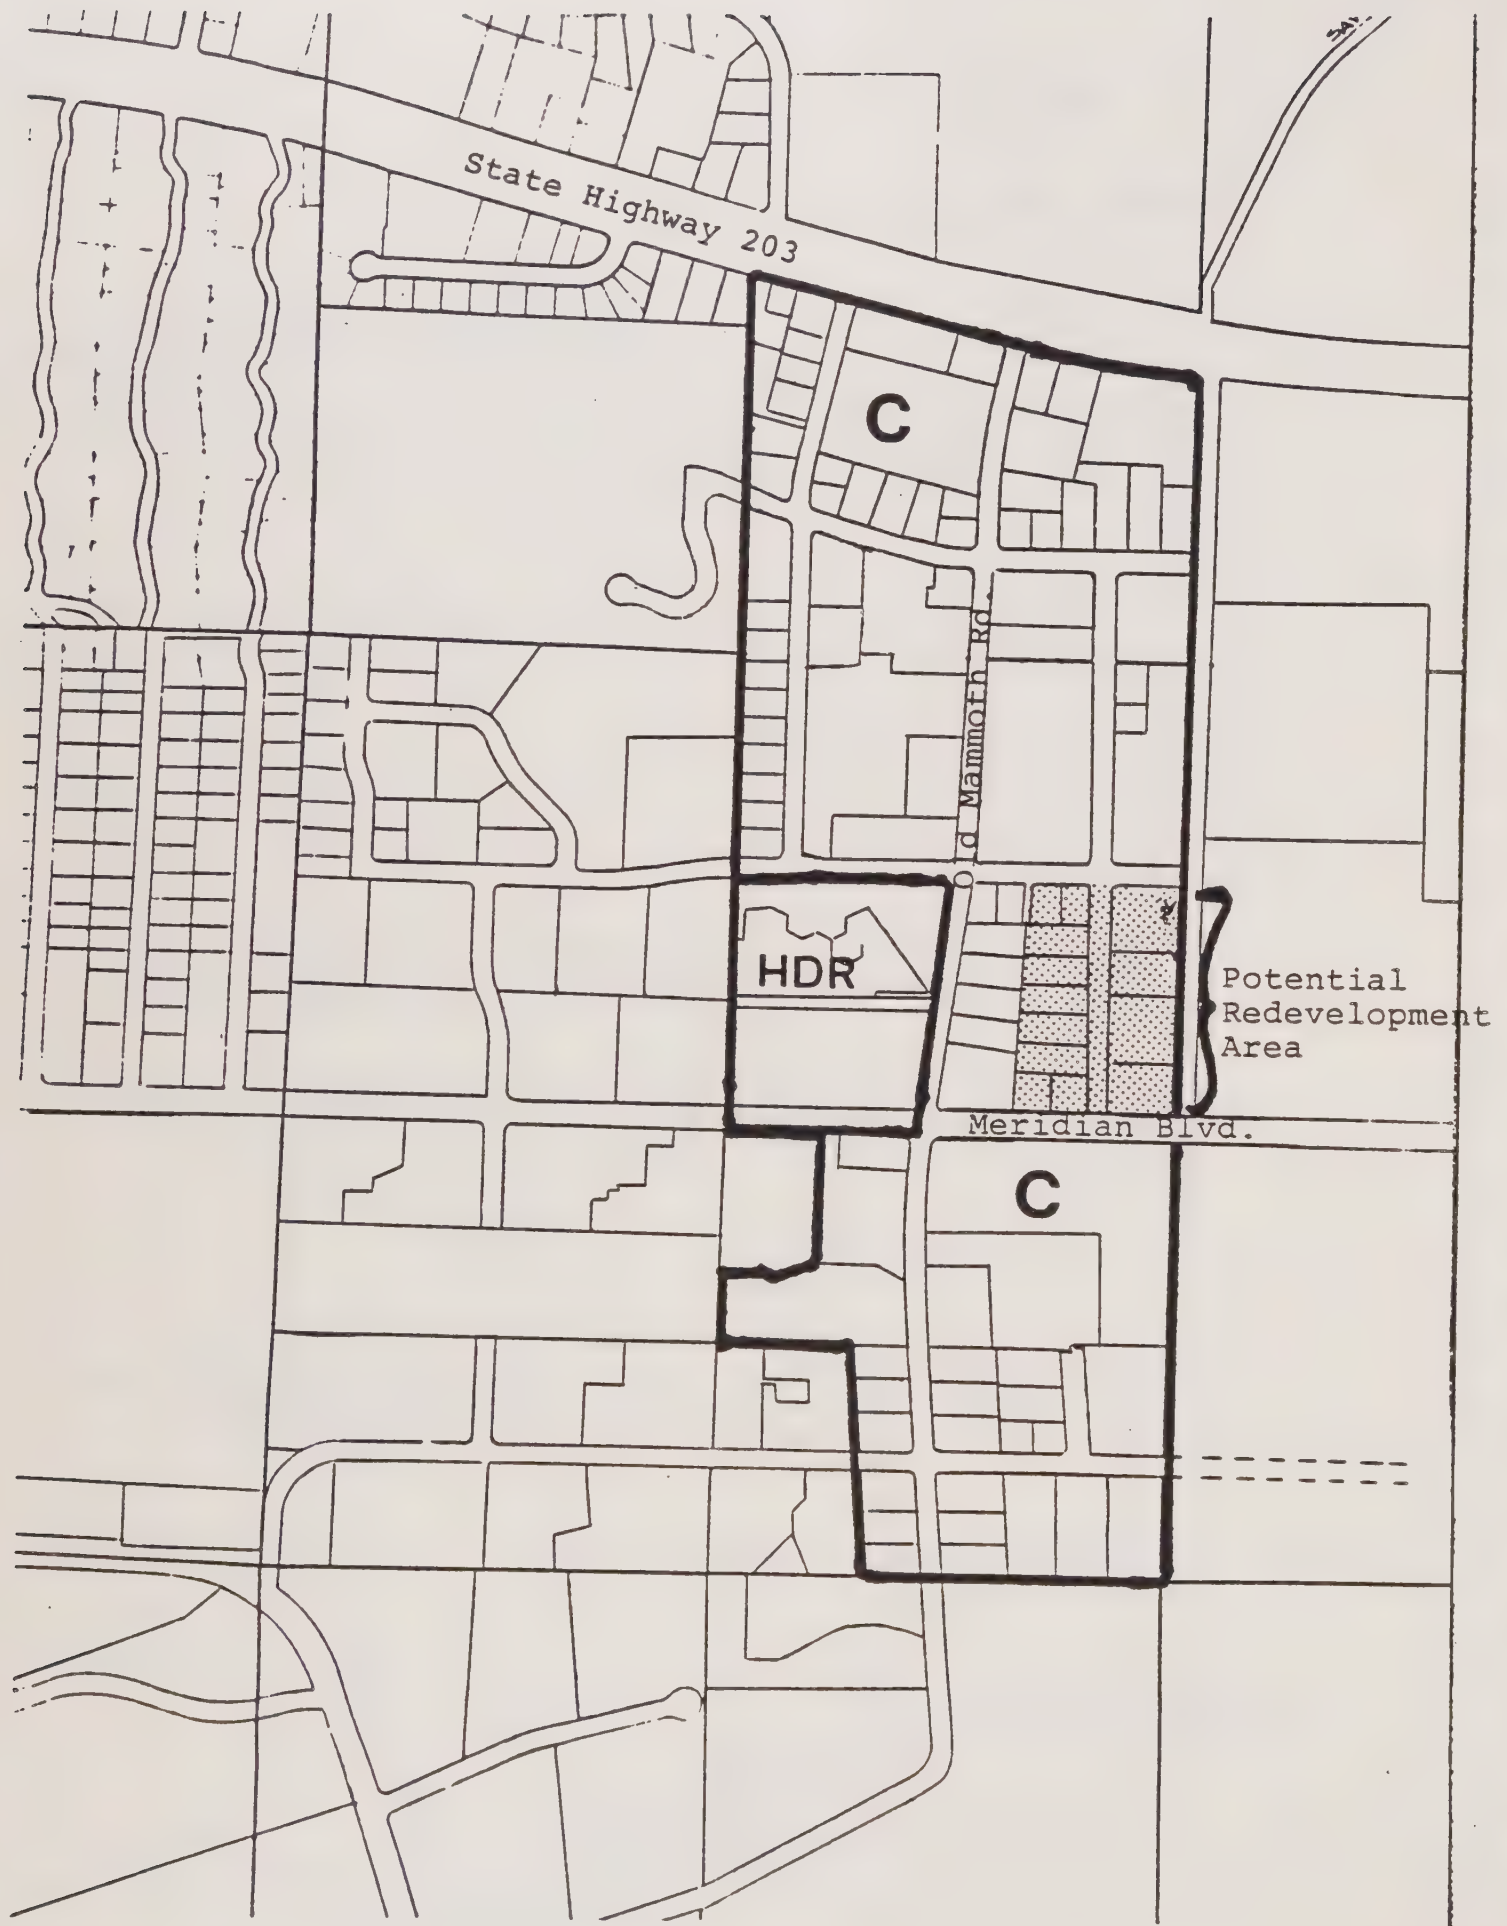 State Highway 203
C
Old Mammoth Rd.
HDR
Potential
Redevelopment
Area
Meridian Blvd.
C